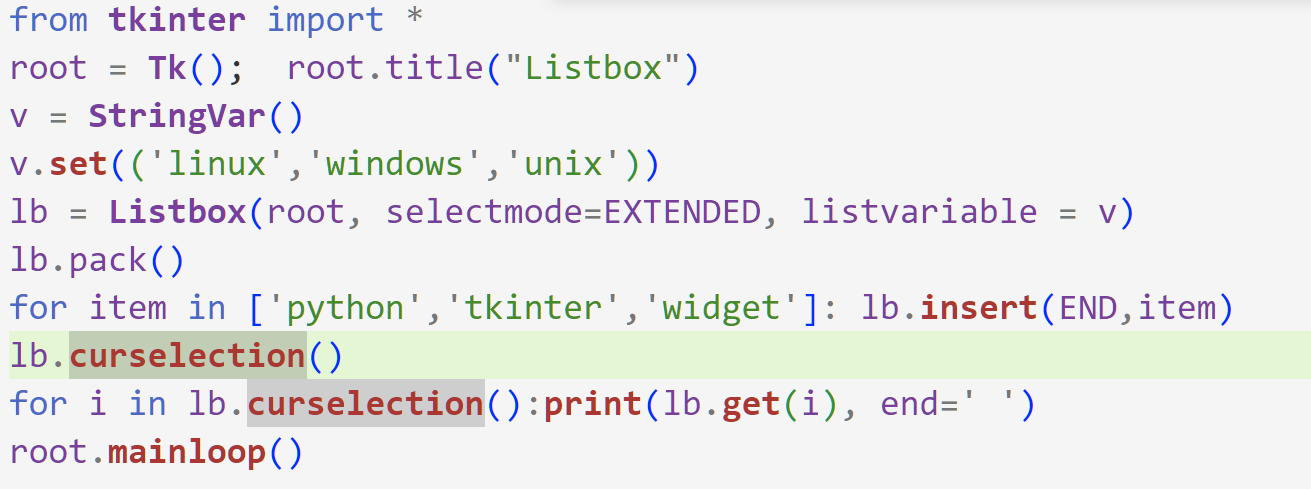 from tkinter import *
root = Tk();  root.title("Listbox")
v = StringVar()
v.set(('linux','windows','unix'))
lb = Listbox(root, selectmode=EXTENDED, listvariable = v)
lb.pack()
for item in ['python','tkinter','widget']: lb.insert(END,item)
lb.curselection()
for i in lb.curselection():print(lb.get(i), end=' ')
root.mainloop()